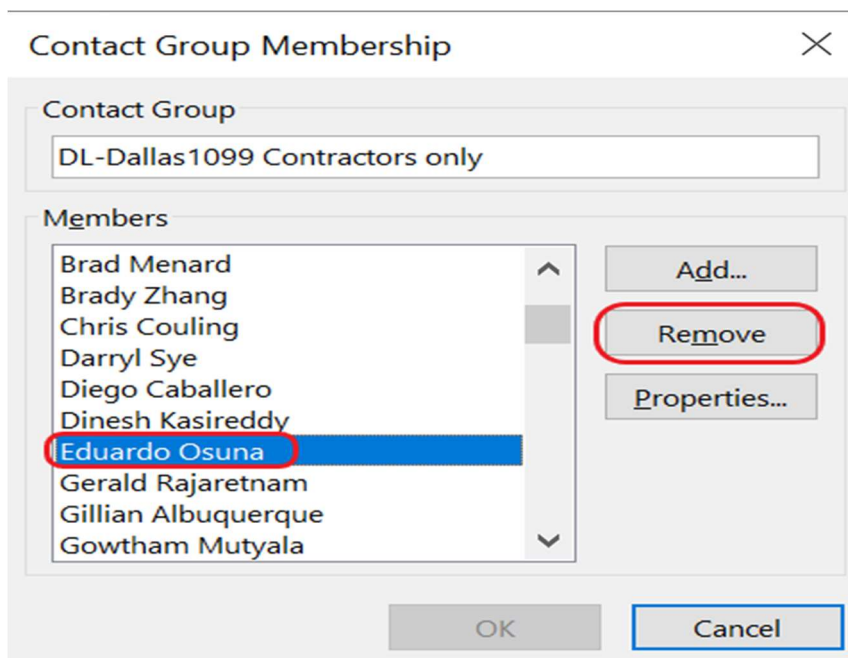 Contact Group Membership
Contact Group
DL-Dallas1099 Contractors only
Members
Brad Menard
Brady Zhang
Chris Couling
Darryl Sye
Diego Caballero
Dinesh Kasireddy
Eduardo Osuna
Gerald Rajaretnam
Gillian Albuquerque
Gowtham Mutyala
Add...
Remove
Properties...
OK
Cancel